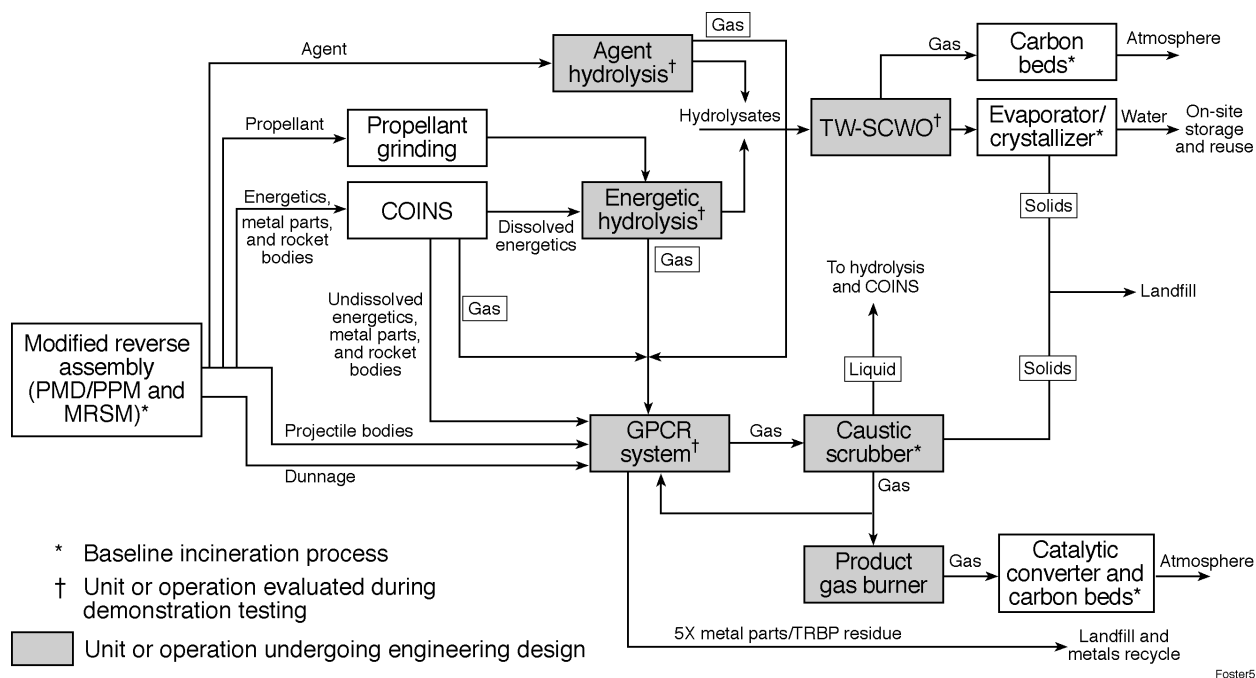 Gas
Agent
Agent
hydrolysis†
Gas
Carbon
beds*
Atmosphere
Propellant
Propellant
grinding
Hydrolysates
TW-SCWO†
Evaporator/
crystallizer*
Water
On-site
storage
and reuse
Energetics,
metal parts,
and rocket
bodies
COINS
Dissolved
energetics
Energetic
hydrolysis†
Solids
Gas
To hydrolysis
and COINS
Undissolved
energetics,
metal parts,
and rocket
bodies
Gas
Landfill
Modified reverse
assembly
(PMD/PPM and
MRSM)*
Liquid
Solids
Projectile bodies
GPCR
system†
Gas
Caustic
scrubber*
Dunnage
Gas
* Baseline incineration process
† Unit or operation evaluated during
demonstration testing
Unit or operation undergoing engineering design
Product
gas burner
Gas
Catalytic
converter and
carbon beds*
Atmosphere
5X metal parts/TRBP residue
Landfill and
metals recycle
Foster5